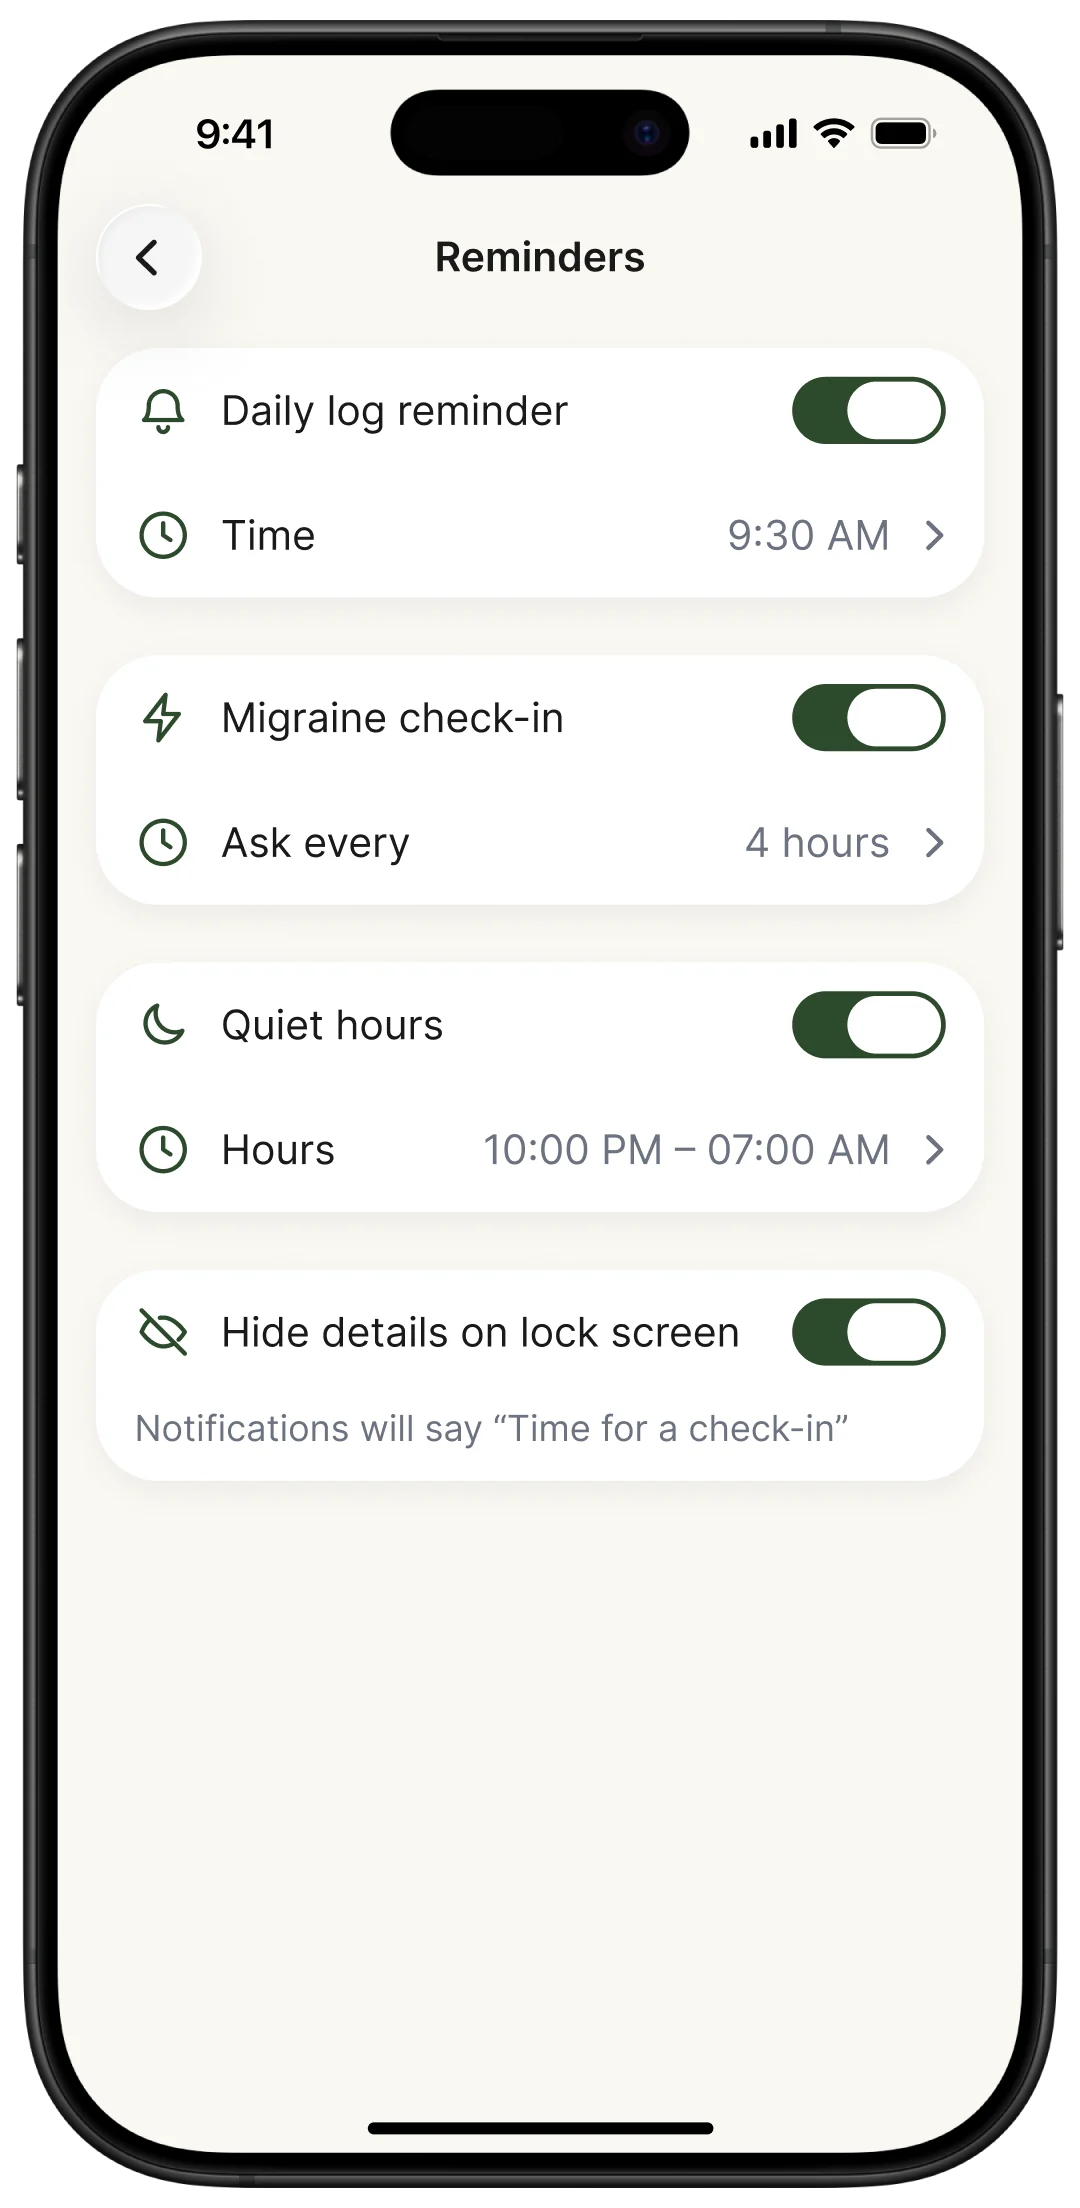 9:41
Reminders
Daily log reminder
Time 9:30 AM
Migraine check-in
Ask every 4 hours
Quiet hours
Hours 10:00 PM – 07:00 AM
Hide details on lock screen
Notifications will say “Time for a check-in”